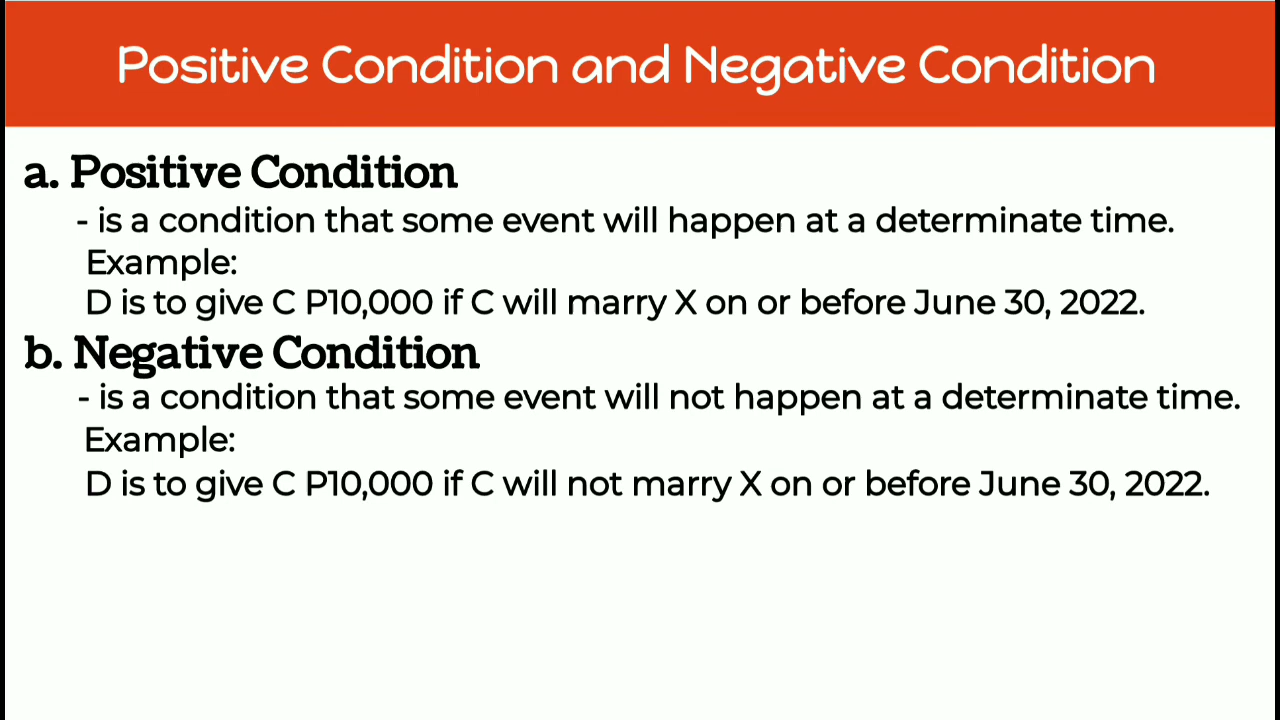 Positive Condition and Negative Condition
a. Positive Condition
- is a condition that some event will happen at a determinate time.
Example:
D is to give C P10,000 if C will marry X on or before June 30, 2022.
b. Negative Condition
- is a condition that some event will not happen at a determinate time.
Example:
D is to give C P10,000 if C will not marry X on or before June 30, 2022.